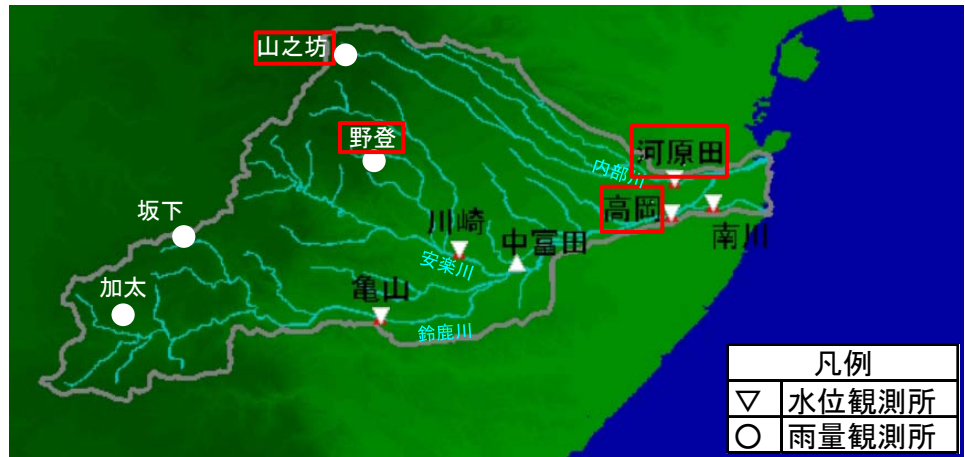 山之坊
野登
河原田
内部川
高岡
坂下
川崎
中冨田
南川
安楽川
加太
亀山
鈴鹿川
凡例
▽ 水位観測所
○ 雨量観測所